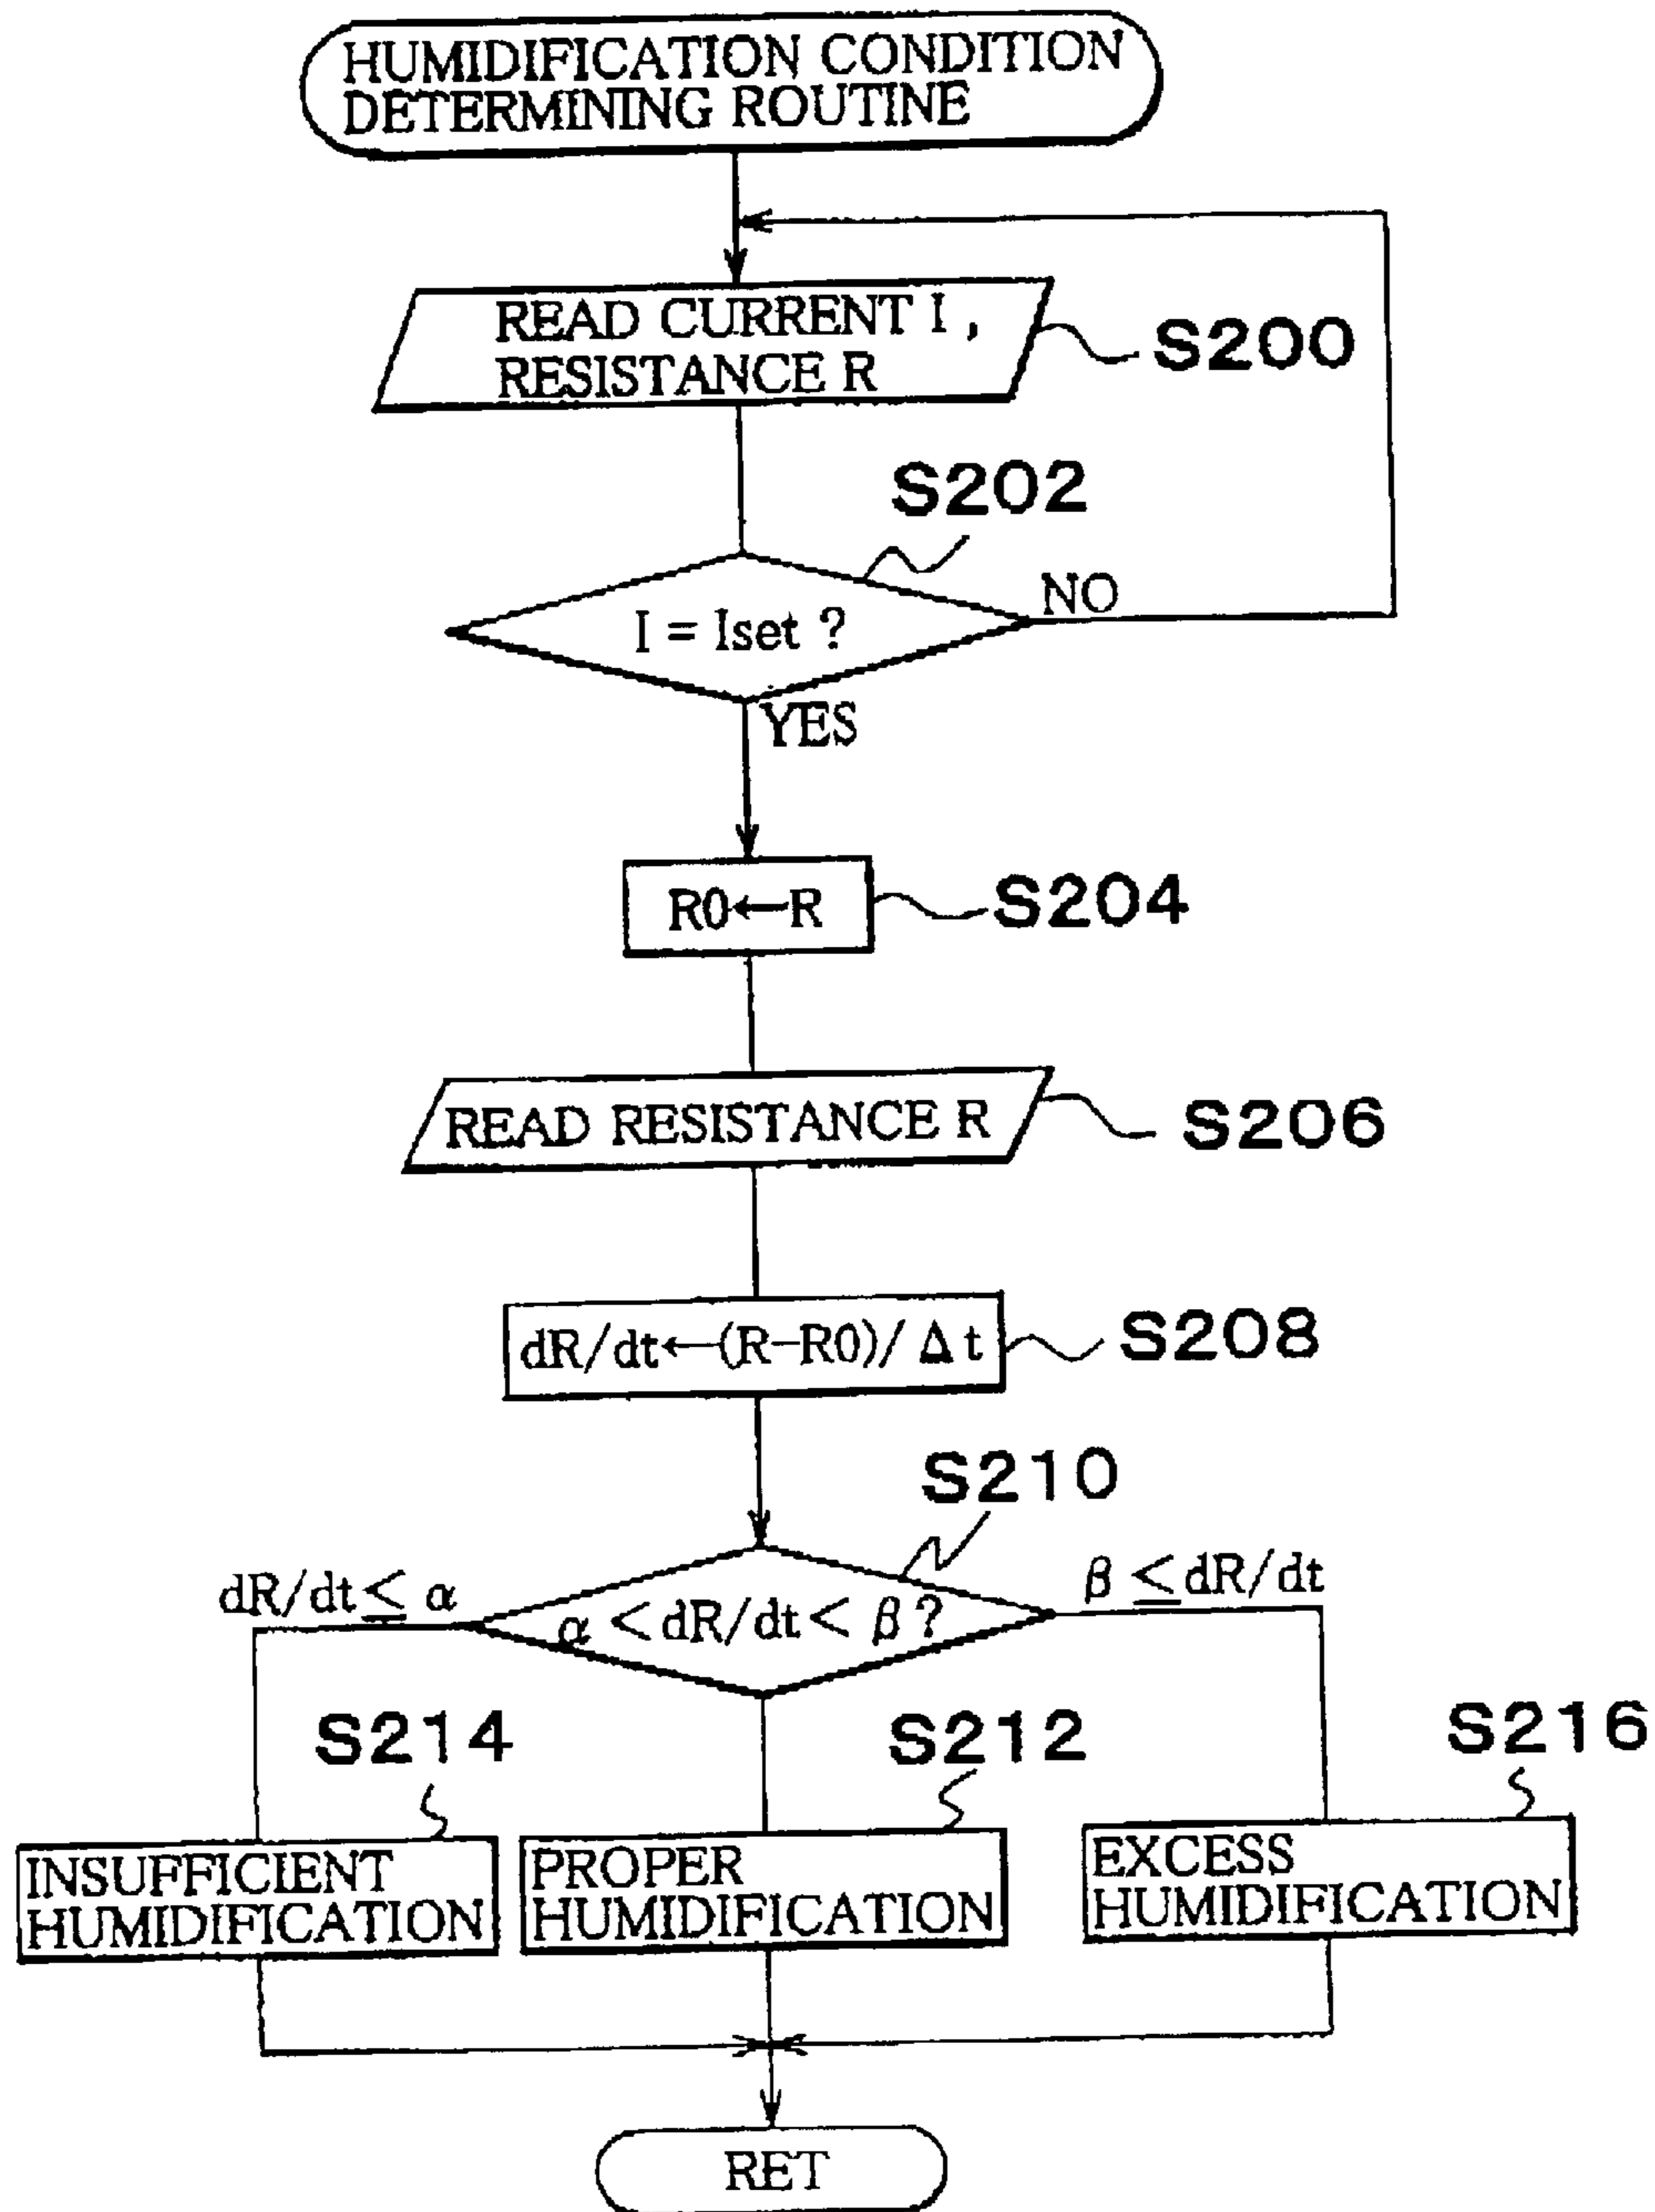 HUMIDIFICATION CONDITION
DETERMINING ROUTINE
READ CURRENT I ,
RESISTANCE R
S200
S202
I = Iset ?
NO
YES
R0←R
S204
READ RESISTANCE R
S206
dR/dt←(R−R0)/Δt
S208
S210
dR/dt≦α
α<dR/dt<β?
β≦dR/dt
S214
S212
S216
INSUFFICIENT
HUMIDIFICATION
PROPER
HUMIDIFICATION
EXCESS
HUMIDIFICATION
RET